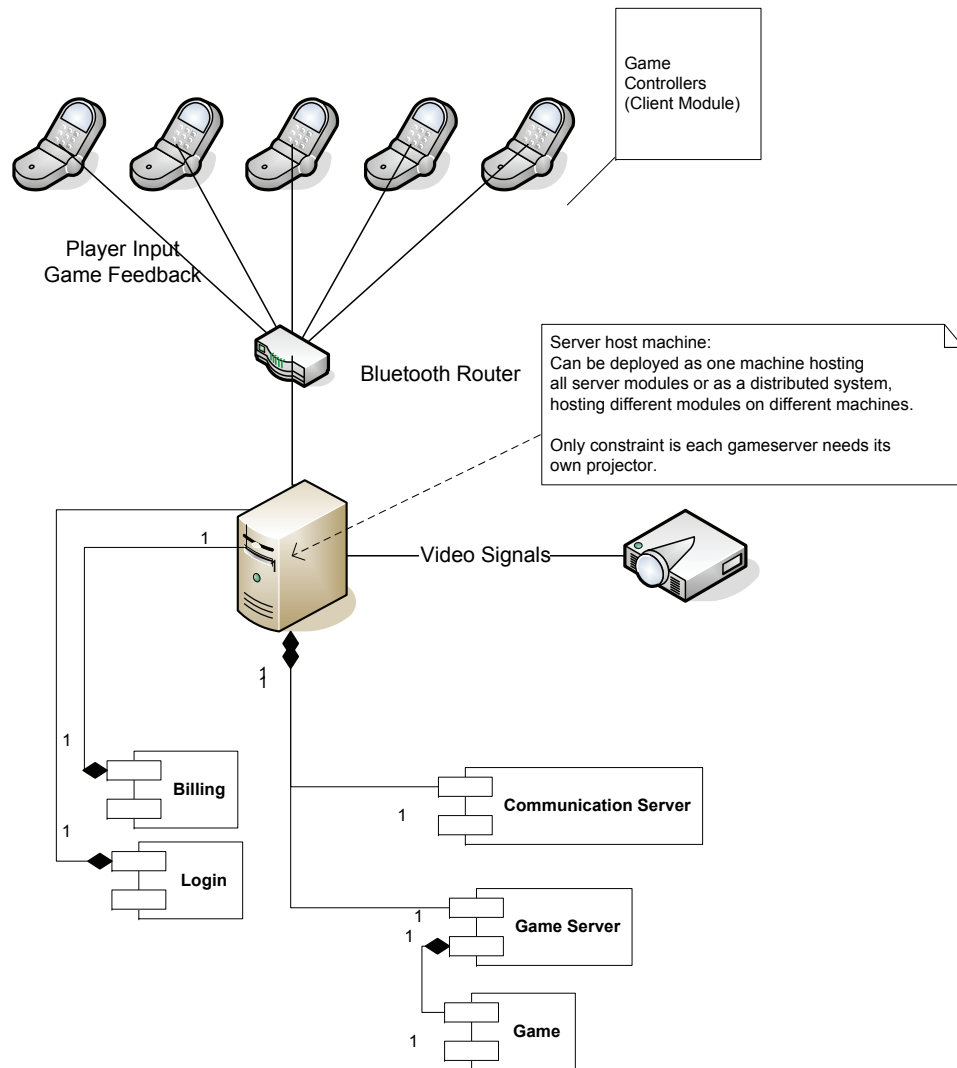 Game
Controllers
(Client Module)
Player Input
Game Feedback
Bluetooth Router
Server host machine:
Can be deployed as one machine hosting
all server modules or as a distributed system,
hosting different modules on different machines.
Only constraint is each gameserver needs its
own projector.
1
Video Signals
1
1
1
Billing
1
Communication Server
1
Login
1
Game Server
1
Game
1